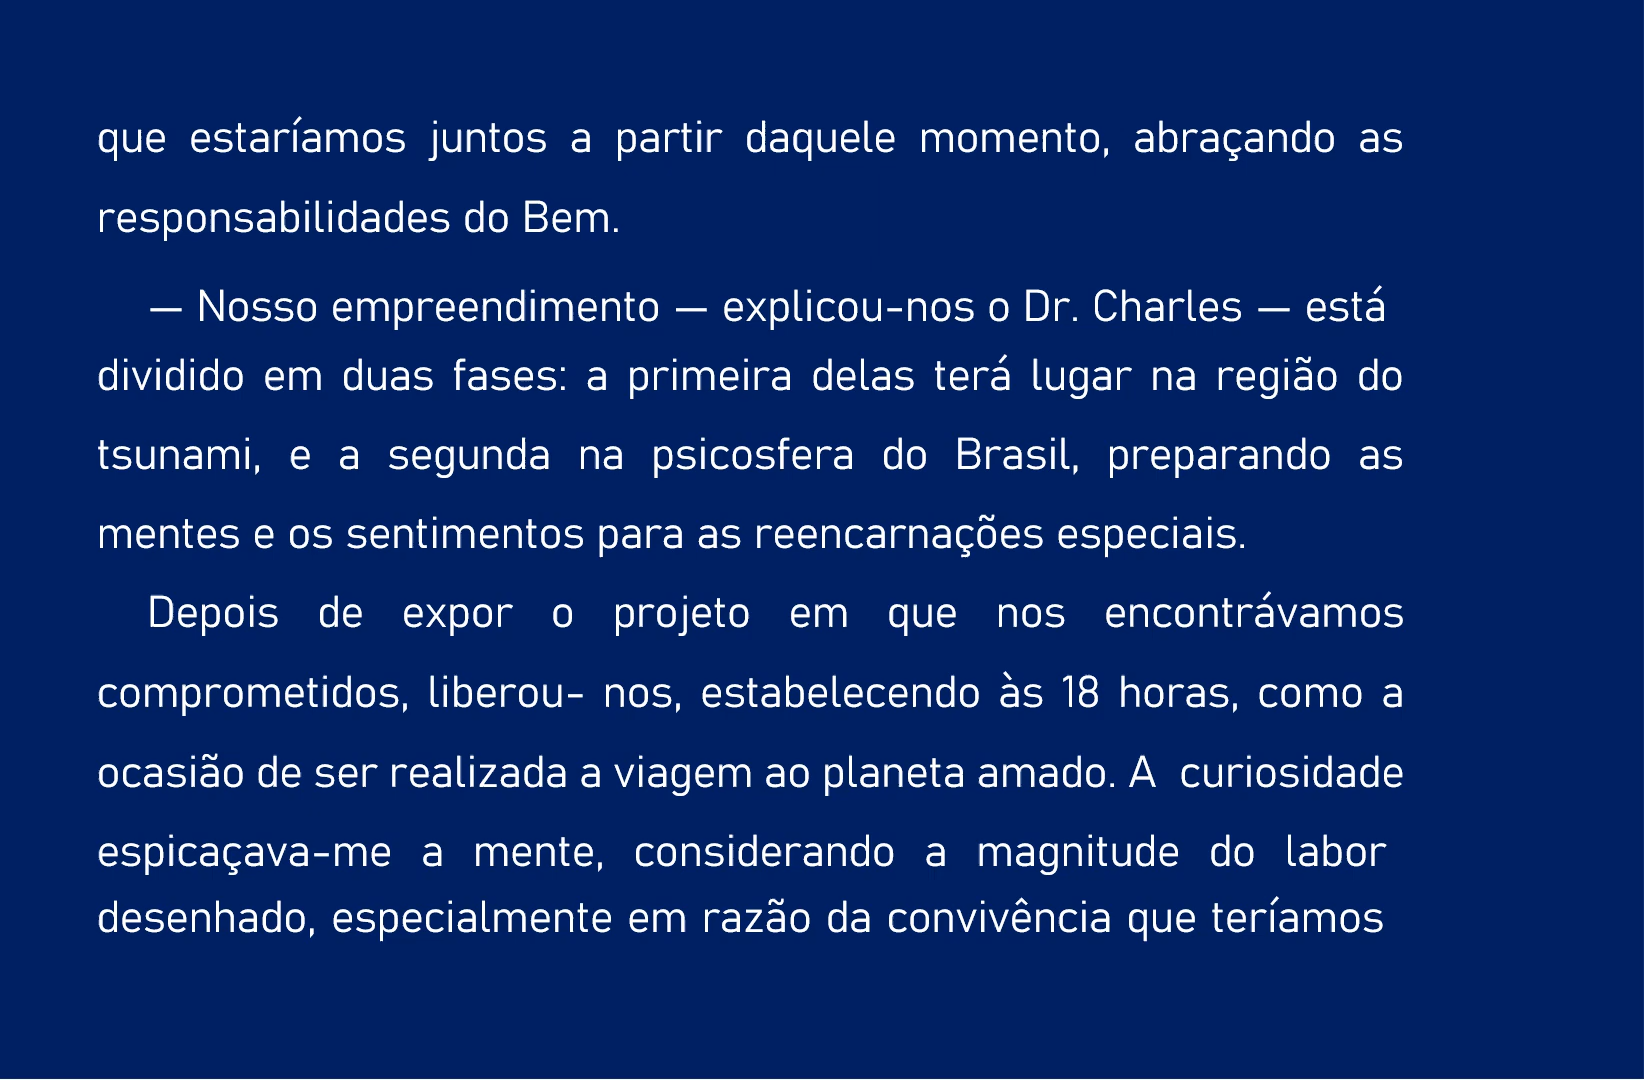 que estaríamos juntos a partir daquele momento, abraçando as
responsabilidades do Bem.
— Nosso empreendimento — explicou-nos o Dr. Charles — está
dividido em duas fases: a primeira delas terá lugar na região do
tsunami, e a segunda na psicosfera do Brasil, preparando as
mentes e os sentimentos para as reencarnações especiais.
Depois de expor o projeto em que nos encontrávamos
comprometidos, liberou- nos, estabelecendo às 18 horas, como a
ocasião de ser realizada a viagem ao planeta amado. A curiosidade
espicaçava-me a mente, considerando a magnitude do labor
desenhado, especialmente em razão da convivência que teríamos